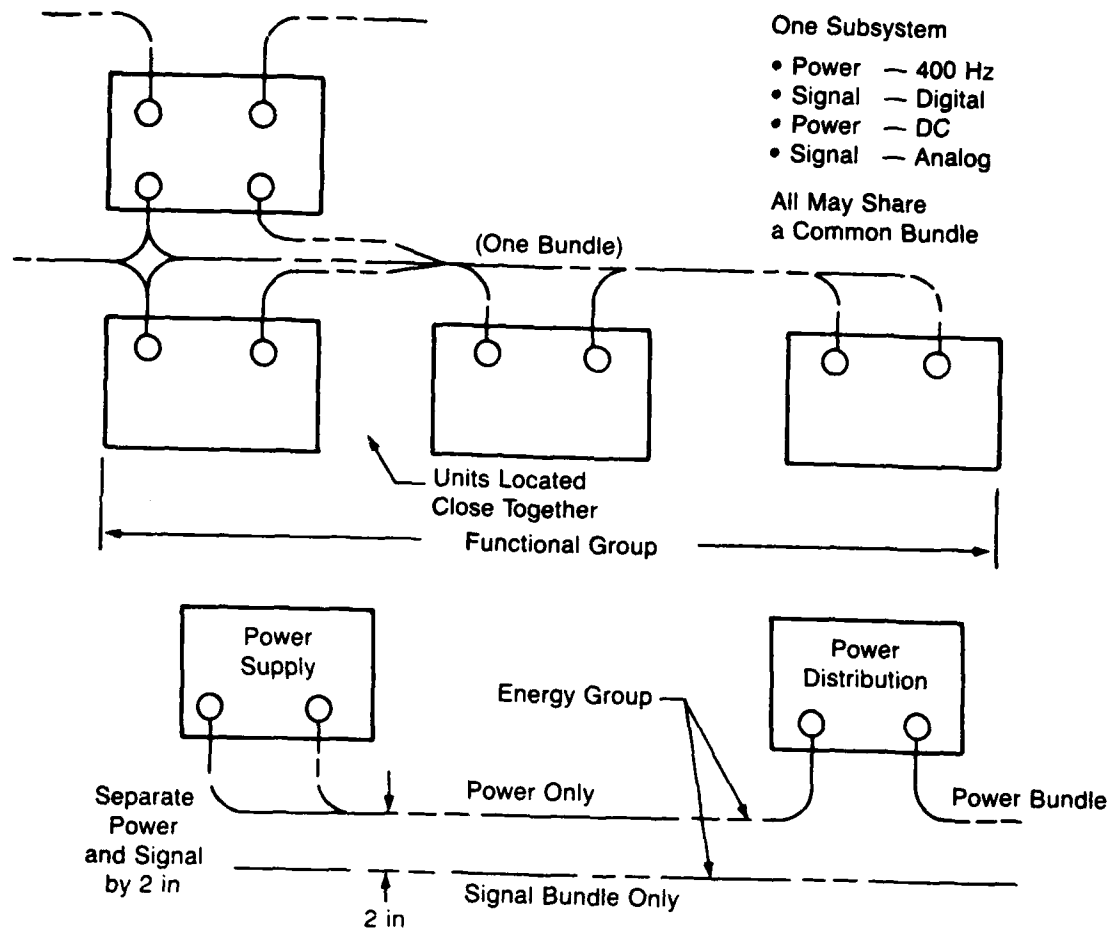 One Subsystem
• Power — 400 Hz
• Signal — Digital
• Power — DC
• Signal — Analog
All May Share
a Common Bundle
(One Bundle)
Units Located
Close Together
Functional Group
Power
Supply
Power
Distribution
Energy Group
Separate
Power
and Signal
by 2 in
Power Only
Power Bundle
Signal Bundle Only
2 in